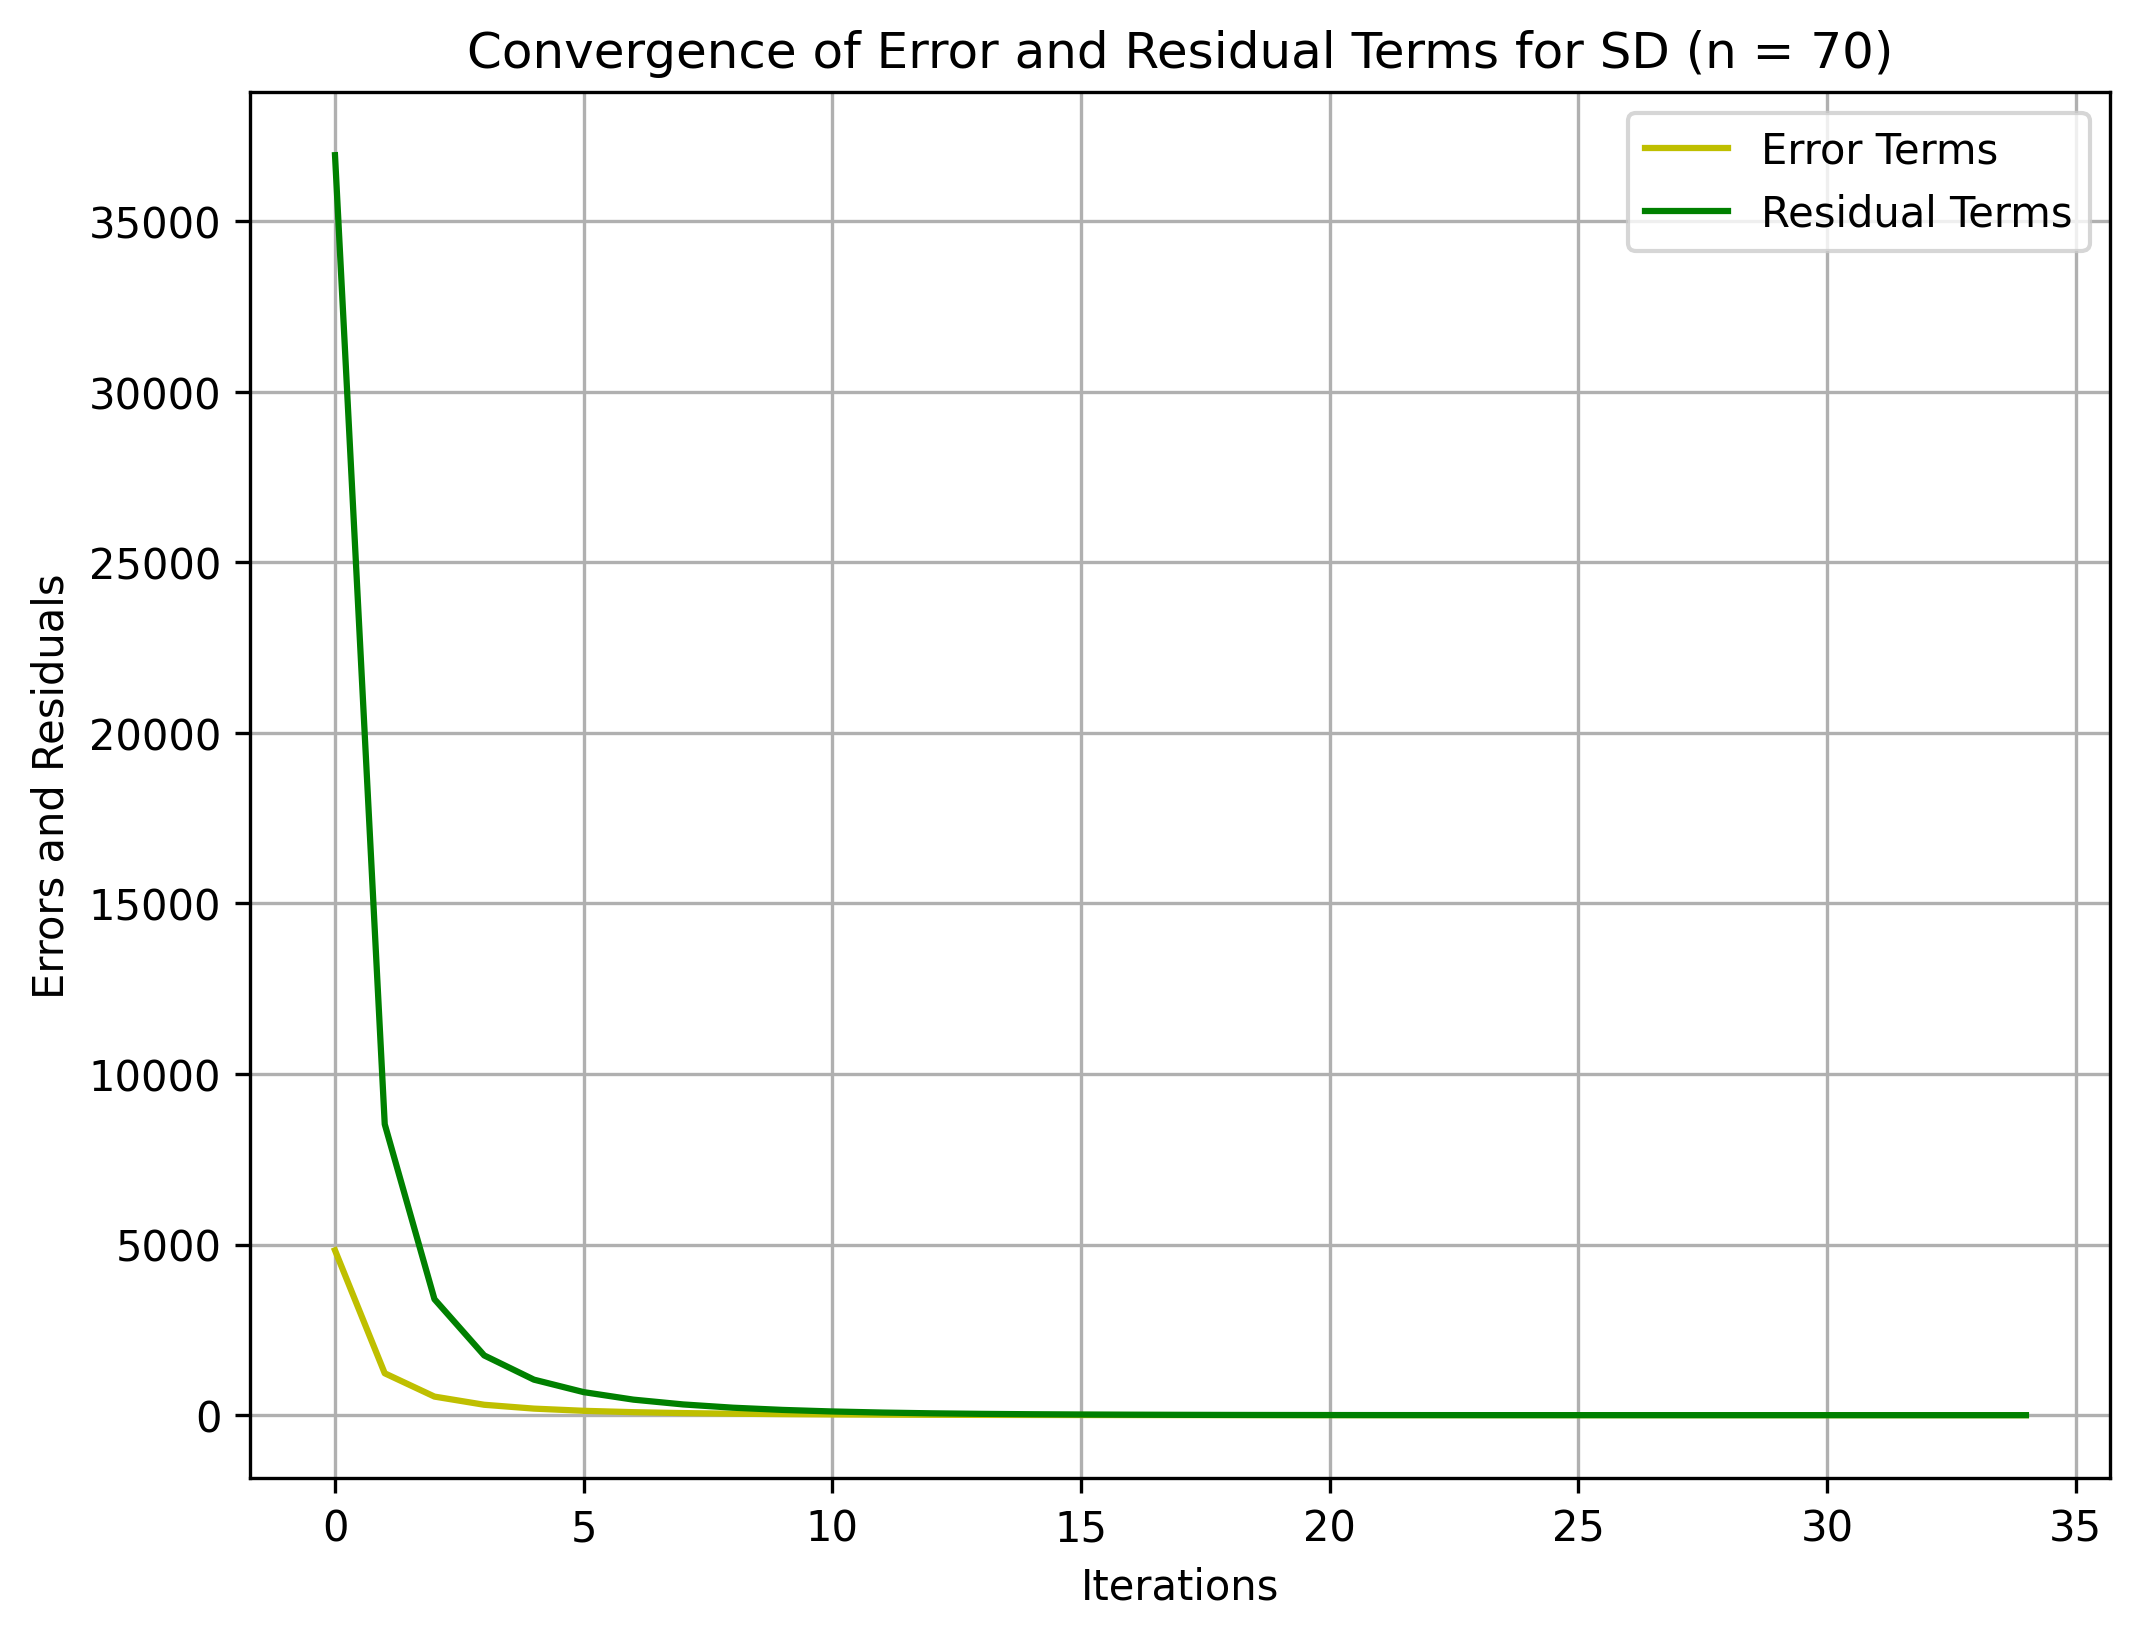 Convergence of Error and Residual Terms for SD (n = 70)
Error Terms
Residual Terms
35000
30000
25000
20000
15000
10000
5000
0
Errors and Residuals
0 5 10 15 20 25 30 35
Iterations